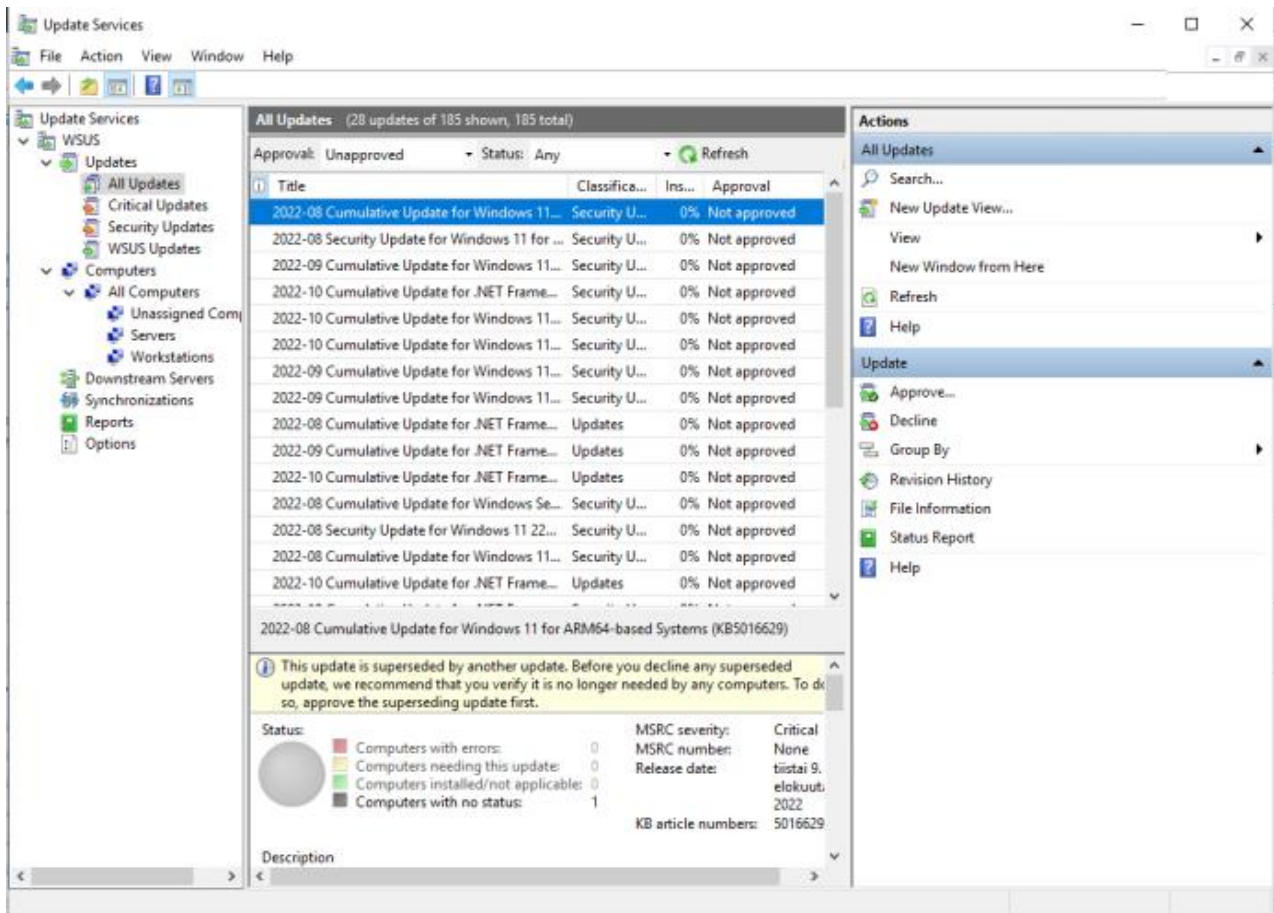 Update Services
File Action View Window Help
Update Services
WSUS
Updates
All Updates
Critical Updates
Security Updates
WSUS Updates
Computers
All Computers
Unassigned Com
Servers
Workstations
Downstream Servers
Synchronizations
Reports
Options
All Updates (28 updates of 185 shown, 185 total)
Approval: Unapproved Status: Any Refresh
Title Classifica... Ins... Approval
2022-08 Cumulative Update for Windows 11... Security U... 0% Not approved
2022-08 Security Update for Windows 11 for ... Security U... 0% Not approved
2022-09 Cumulative Update for Windows 11... Security U... 0% Not approved
2022-10 Cumulative Update for .NET Frame... Security U... 0% Not approved
2022-10 Cumulative Update for Windows 11... Security U... 0% Not approved
2022-10 Cumulative Update for Windows 11... Security U... 0% Not approved
2022-09 Cumulative Update for Windows 11... Security U... 0% Not approved
2022-09 Cumulative Update for Windows 11... Security U... 0% Not approved
2022-08 Cumulative Update for .NET Frame... Updates 0% Not approved
2022-09 Cumulative Update for .NET Frame... Updates 0% Not approved
2022-10 Cumulative Update for .NET Frame... Updates 0% Not approved
2022-08 Cumulative Update for Windows Se... Security U... 0% Not approved
2022-08 Security Update for Windows 11 22... Security U... 0% Not approved
2022-08 Cumulative Update for Windows 11... Security U... 0% Not approved
2022-10 Cumulative Update for .NET Frame... Updates 0% Not approved
2022-08 Cumulative Update for Windows 11 for ARM64-based Systems (KB5016629)
This update is superseded by another update. Before you decline any superseded
update, we recommend that you verify it is no longer needed by any computers. To do
so, approve the superseding update first.
Status:
Computers with errors: 0
Computers needing this update: 0
Computers installed/not applicable: 0
Computers with no status: 1
MSRC severity: Critical
MSRC number: None
Release date: tiistai 9.
elokuuta
2022
KB article numbers: 5016629
Description
Actions
All Updates
Search...
New Update View...
View
New Window from Here
Refresh
Help
Update
Approve...
Decline
Group By
Revision History
File Information
Status Report
Help